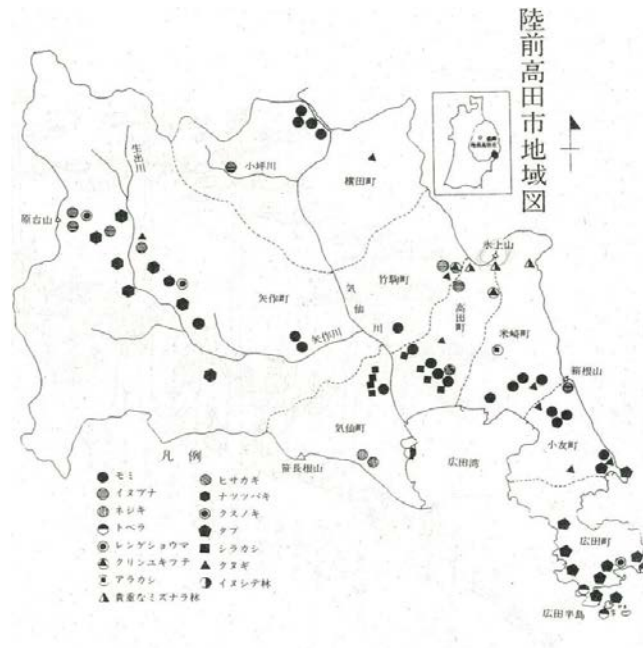 陸前高田市地域図
生出川
小坪川
横田町
原台山
氷上山
竹駒町
気仙川
高田町
矢作町
米崎町
矢作川
箱根山
気仙町
広田湾
小友町
笹長根山
広田町
広田半島
凡例
モミ
イヌブナ
ネジキ
トベラ
レンゲショウマ
クリンユキフデ
アラカシ
貴重なミズナラ林
ヒサカキ
ナツツバキ
クスノキ
タブ
シラカシ
クヌギ
イヌシデ林